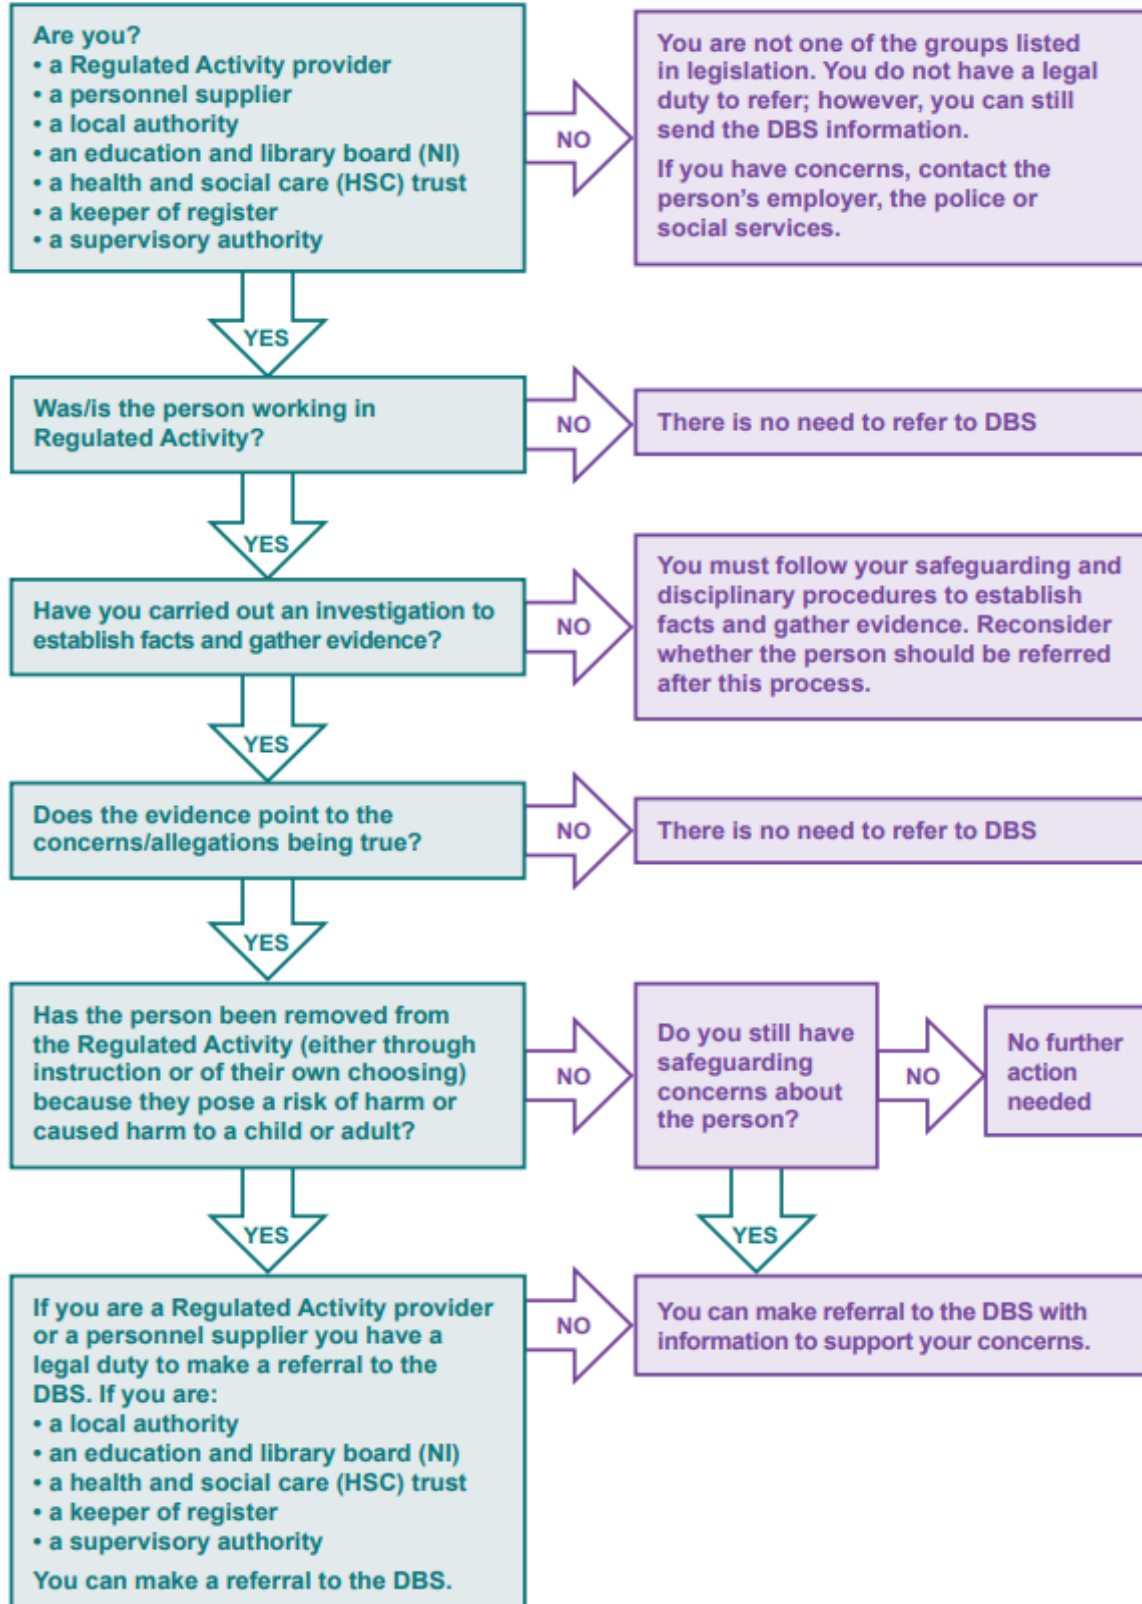 Are you?
• a Regulated Activity provider
• a personnel supplier
• a local authority
• an education and library board (NI)
• a health and social care (HSC) trust
• a keeper of register
• a supervisory authority
NO
You are not one of the groups listed
in legislation. You do not have a legal
duty to refer; however, you can still
send the DBS information.
If you have concerns, contact the
person's employer, the police or
social services.
YES
Was/is the person working in
Regulated Activity?
NO
There is no need to refer to DBS
YES
Have you carried out an investigation to
establish facts and gather evidence?
NO
You must follow your safeguarding and
disciplinary procedures to establish
facts and gather evidence. Reconsider
whether the person should be referred
after this process.
YES
Does the evidence point to the
concerns/allegations being true?
NO
There is no need to refer to DBS
YES
Has the person been removed from
the Regulated Activity (either through
instruction or of their own choosing)
because they pose a risk of harm or
caused harm to a child or adult?
NO
Do you still have
safeguarding
concerns about
the person?
NO
No further
action
needed
YES
YES
If you are a Regulated Activity provider
or a personnel supplier you have a
legal duty to make a referral to the
DBS. If you are:
• a local authority
• an education and library board (NI)
• a health and social care (HSC) trust
• a keeper of register
• a supervisory authority
You can make a referral to the DBS.
NO
You can make referral to the DBS with
information to support your concerns.